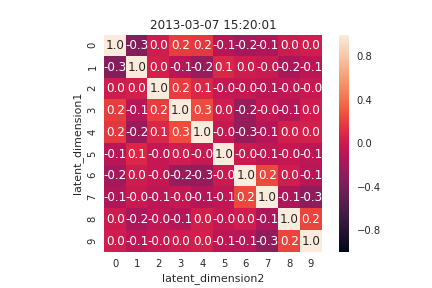 2013-03-07 15:20:01
0 1.0 -0.3 0.0 0.2 0.2 -0.1 -0.2 -0.1 0.0 0.0
1 -0.3 1.0 0.0 -0.1 -0.2 0.1 0.0 -0.0 -0.2 -0.1
2 0.0 0.0 1.0 0.2 0.1 -0.0 -0.0 -0.1 -0.0 -0.0
3 0.2 -0.1 0.2 1.0 0.3 -0.0 -0.2 -0.0 -0.1 0.0
4 0.2 -0.2 0.1 0.3 1.0 -0.0 -0.3 -0.1 0.0 0.0
5 -0.1 0.1 -0.0 -0.0 -0.0 1.0 -0.0 -0.1 -0.0 -0.1
6 -0.2 0.0 -0.0 -0.2 -0.3 -0.0 1.0 0.2 0.0 -0.1
7 -0.1 -0.0 -0.1 -0.0 -0.1 -0.1 0.2 1.0 -0.1 -0.3
8 0.0 -0.2 -0.0 -0.1 0.0 -0.0 0.0 -0.1 1.0 0.2
9 0.0 -0.1 -0.0 0.0 0.0 -0.1 -0.1 -0.3 0.2 1.0
0 1 2 3 4 5 6 7 8 9
latent_dimension1
latent_dimension2
0.8
0.4
0.0
−0.4
−0.8